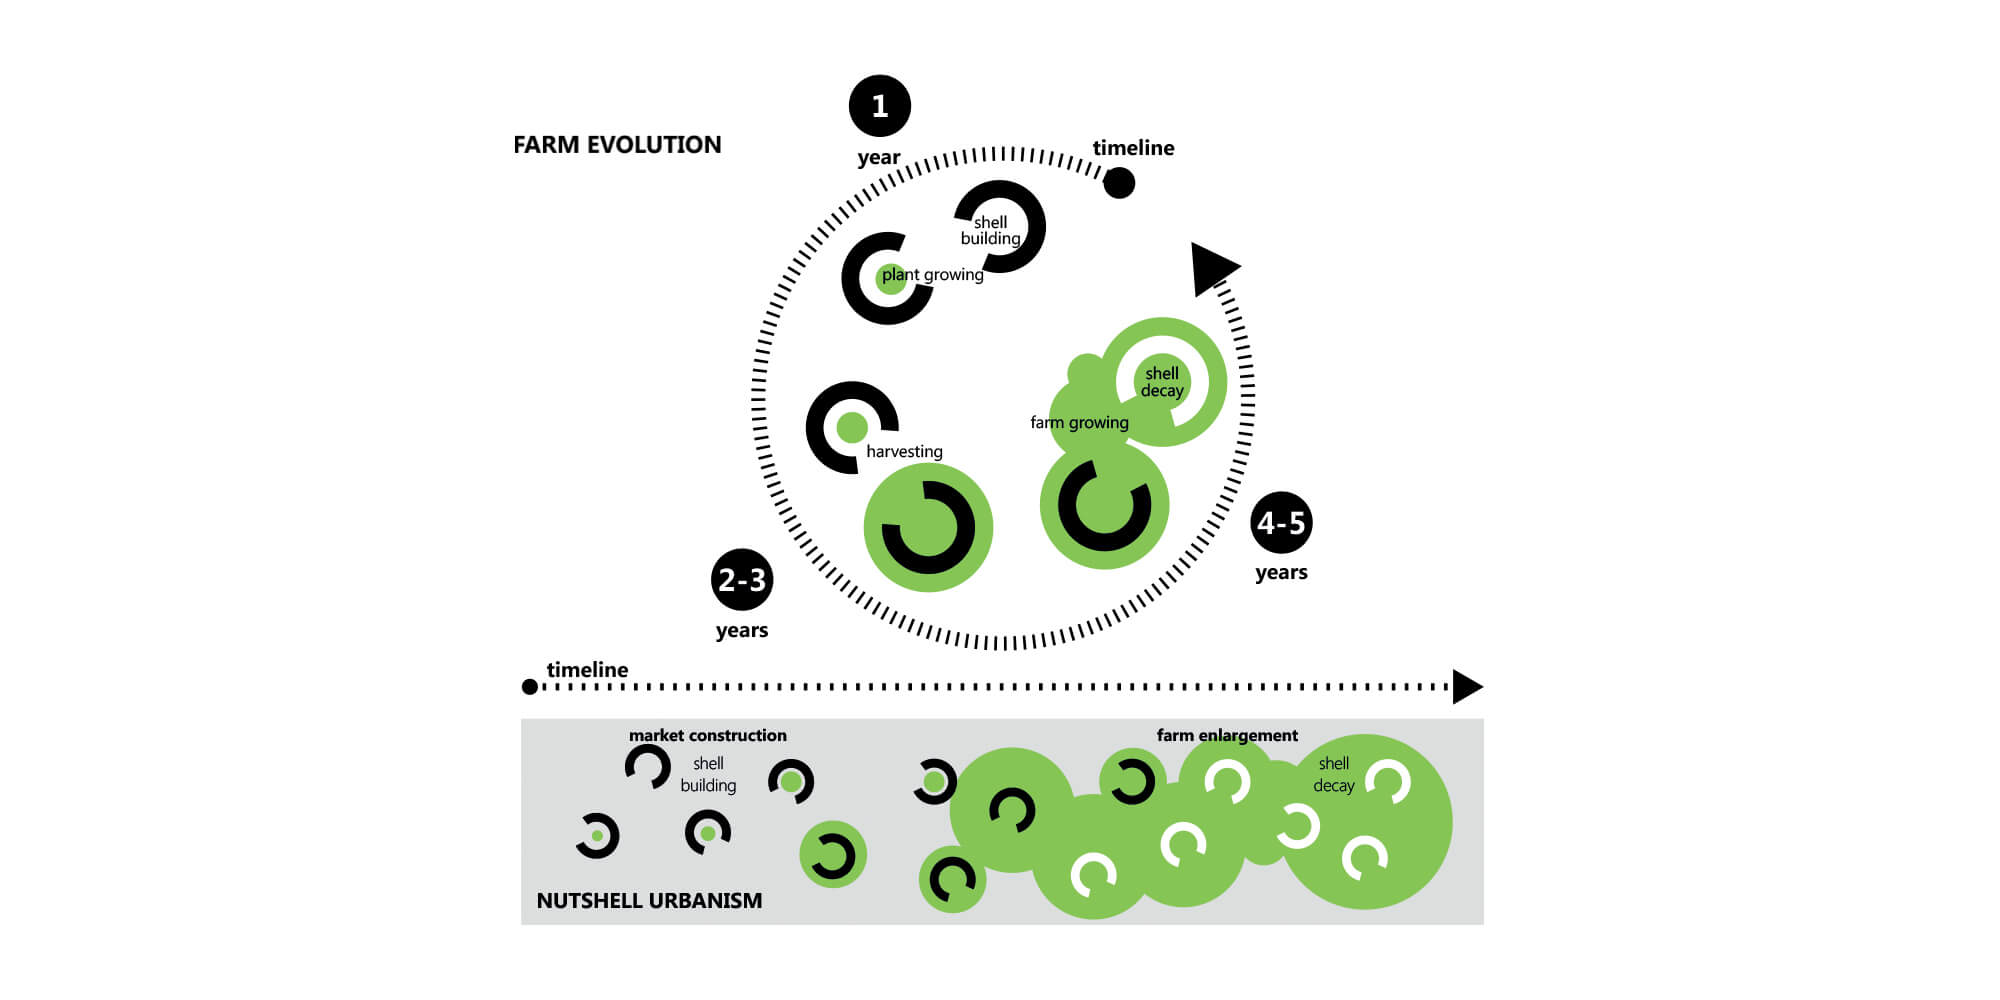 FARM EVOLUTION
1
year
timeline
shell
building
plant growing
shell
decay
farm growing
harvesting
4-5
years
2-3
years
timeline
market construction
farm enlargement
shell
building
shell
decay
NUTSHELL URBANISM